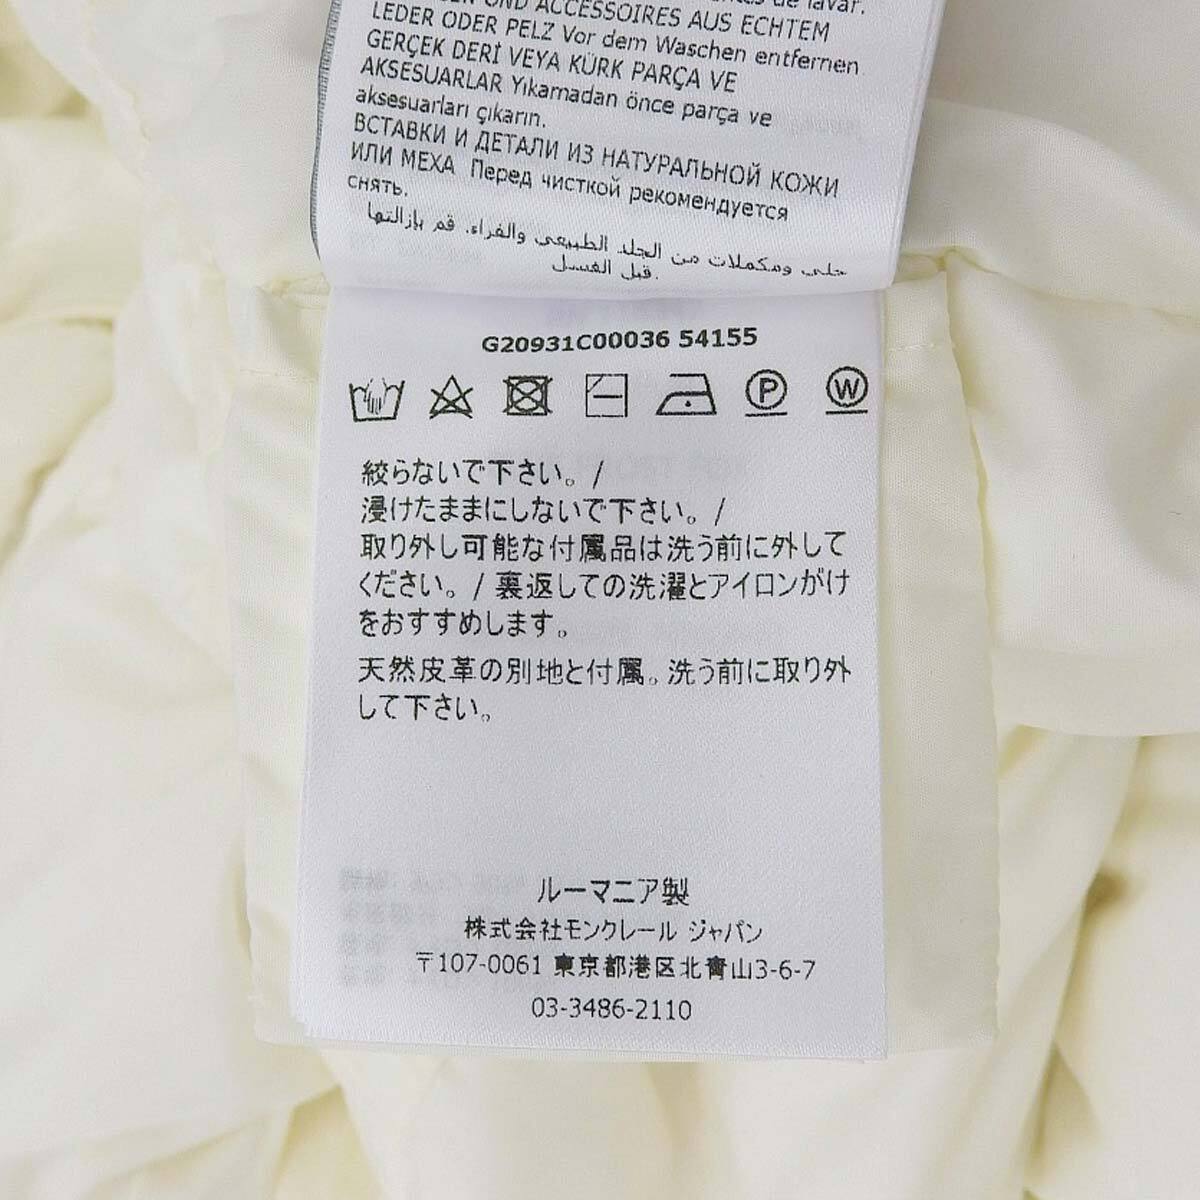 de lavar.
UND ACCESSOIRES AUS ECHTEM
LEDER ODER PELZ Vor dem Waschen entfernen
GERÇEK DERİ VEYA KÜRK PARÇA VE
AKSESUARLAR Yıkamadan önce parça ve
aksesuarları çıkarın.
ВСТАВКИ И ДЕТАЛИ ИЗ НАТУРАЛЬНОЙ КОЖИ
ИЛИ МЕХА Перед чисткой рекомендуется
снять.
حلي ومكملات من الجلد الطبيعي والفراء. قم بإزالتها
قبل الغسل.
G20931C00036 54155
P W
絞らないで下さい。/
浸けたままにしないで下さい。/
取り外し可能な付属品は洗う前に外して
ください。/ 裏返しての洗濯とアイロンがけ
をおすすめします。
天然皮革の別地と付属。洗う前に取り外
して下さい。
ルーマニア製
株式会社モンクレール ジャパン
〒107-0061 東京都港区北青山3-6-7
03-3486-2110